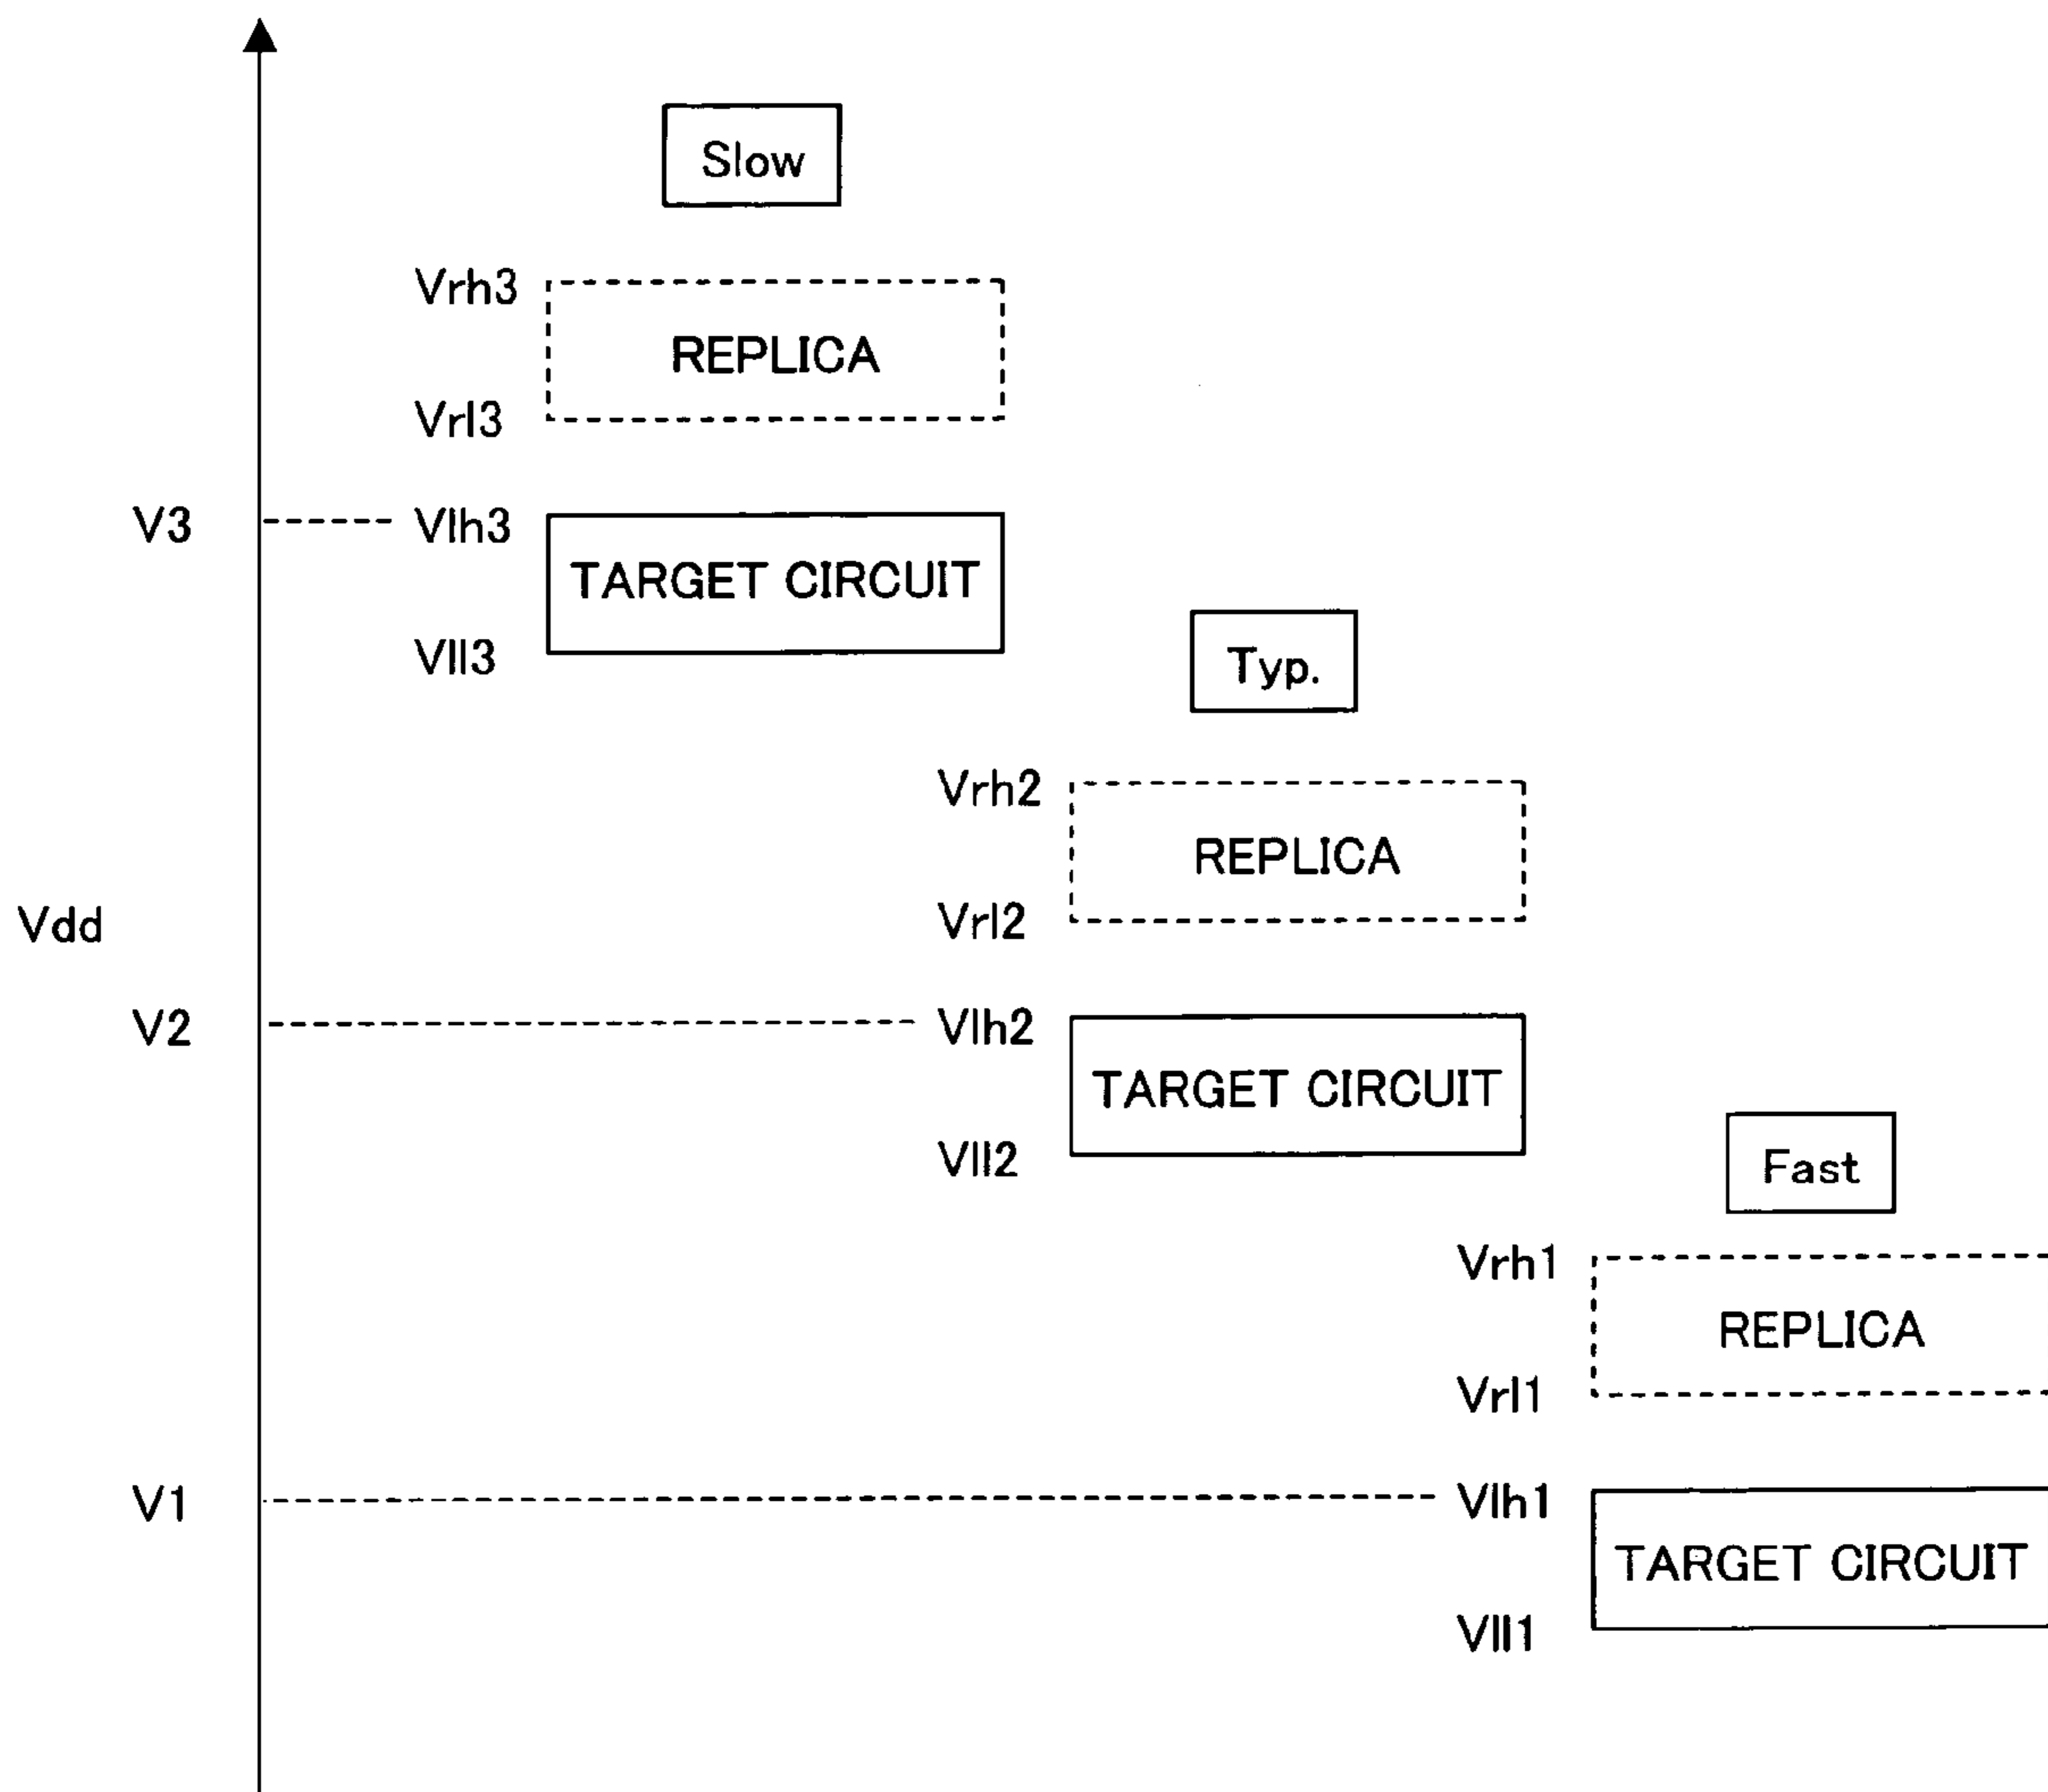 Slow
Vrh3
REPLICA
Vrl3
V3
Vlh3
TARGET CIRCUIT
Vll3
Typ.
Vrh2
REPLICA
Vrl2
Vdd
V2
Vlh2
TARGET CIRCUIT
Vll2
Fast
Vrh1
REPLICA
Vrl1
V1
Vlh1
TARGET CIRCUIT
Vll1